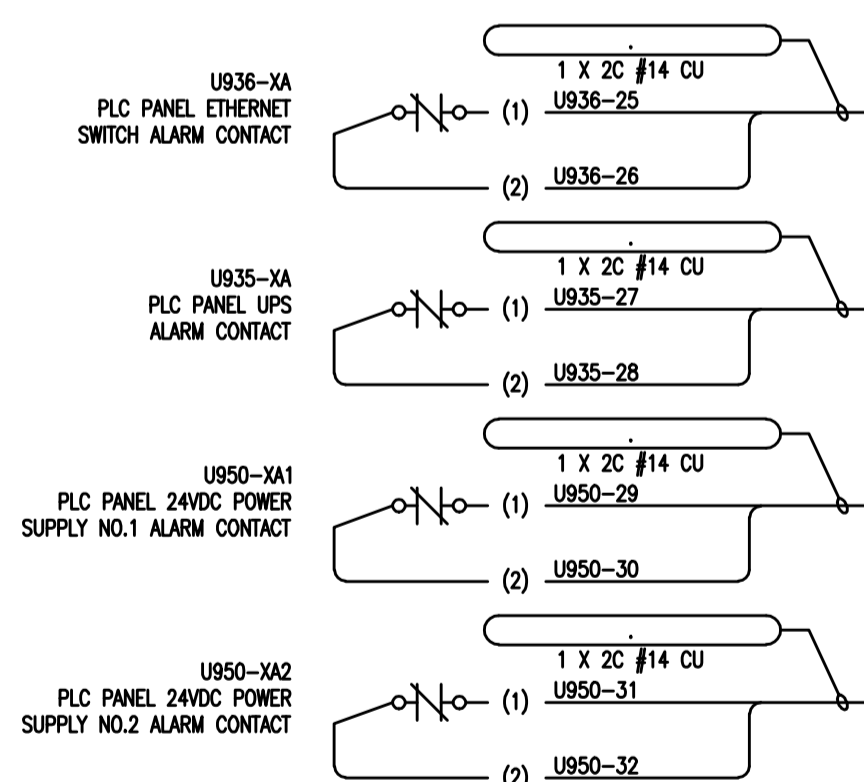 U936-XA
PLC PANEL ETHERNET
SWITCH ALARM CONTACT
.
1 X 2C #14 CU
(1) U936-25
(2) U936-26
U935-XA
PLC PANEL UPS
ALARM CONTACT
.
1 X 2C #14 CU
(1) U935-27
(2) U935-28
U950-XA1
PLC PANEL 24VDC POWER
SUPPLY NO.1 ALARM CONTACT
.
1 X 2C #14 CU
(1) U950-29
(2) U950-30
U950-XA2
PLC PANEL 24VDC POWER
SUPPLY NO.2 ALARM CONTACT
.
1 X 2C #14 CU
(1) U950-31
(2) U950-32